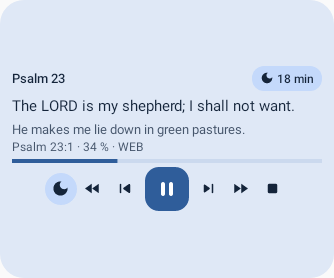 Psalm 23
18 min
The LORD is my shepherd; I shall not want.
He makes me lie down in green pastures.
Psalm 23:1 · 34 % · WEB